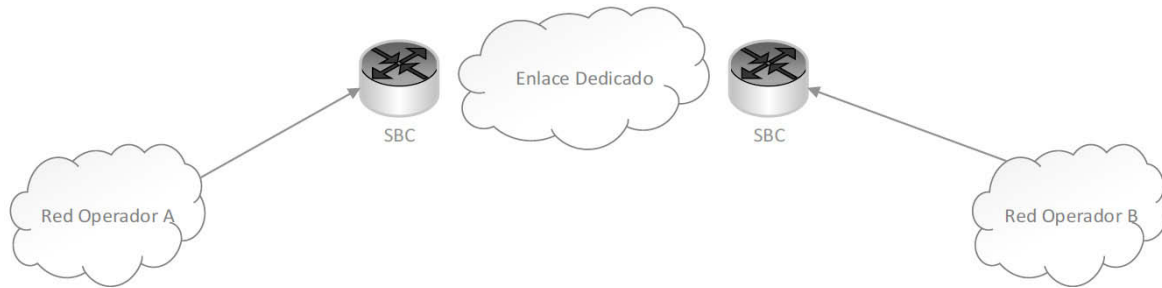 Enlace Dedicado
SBC
SBC
Red Operador A
Red Operador B